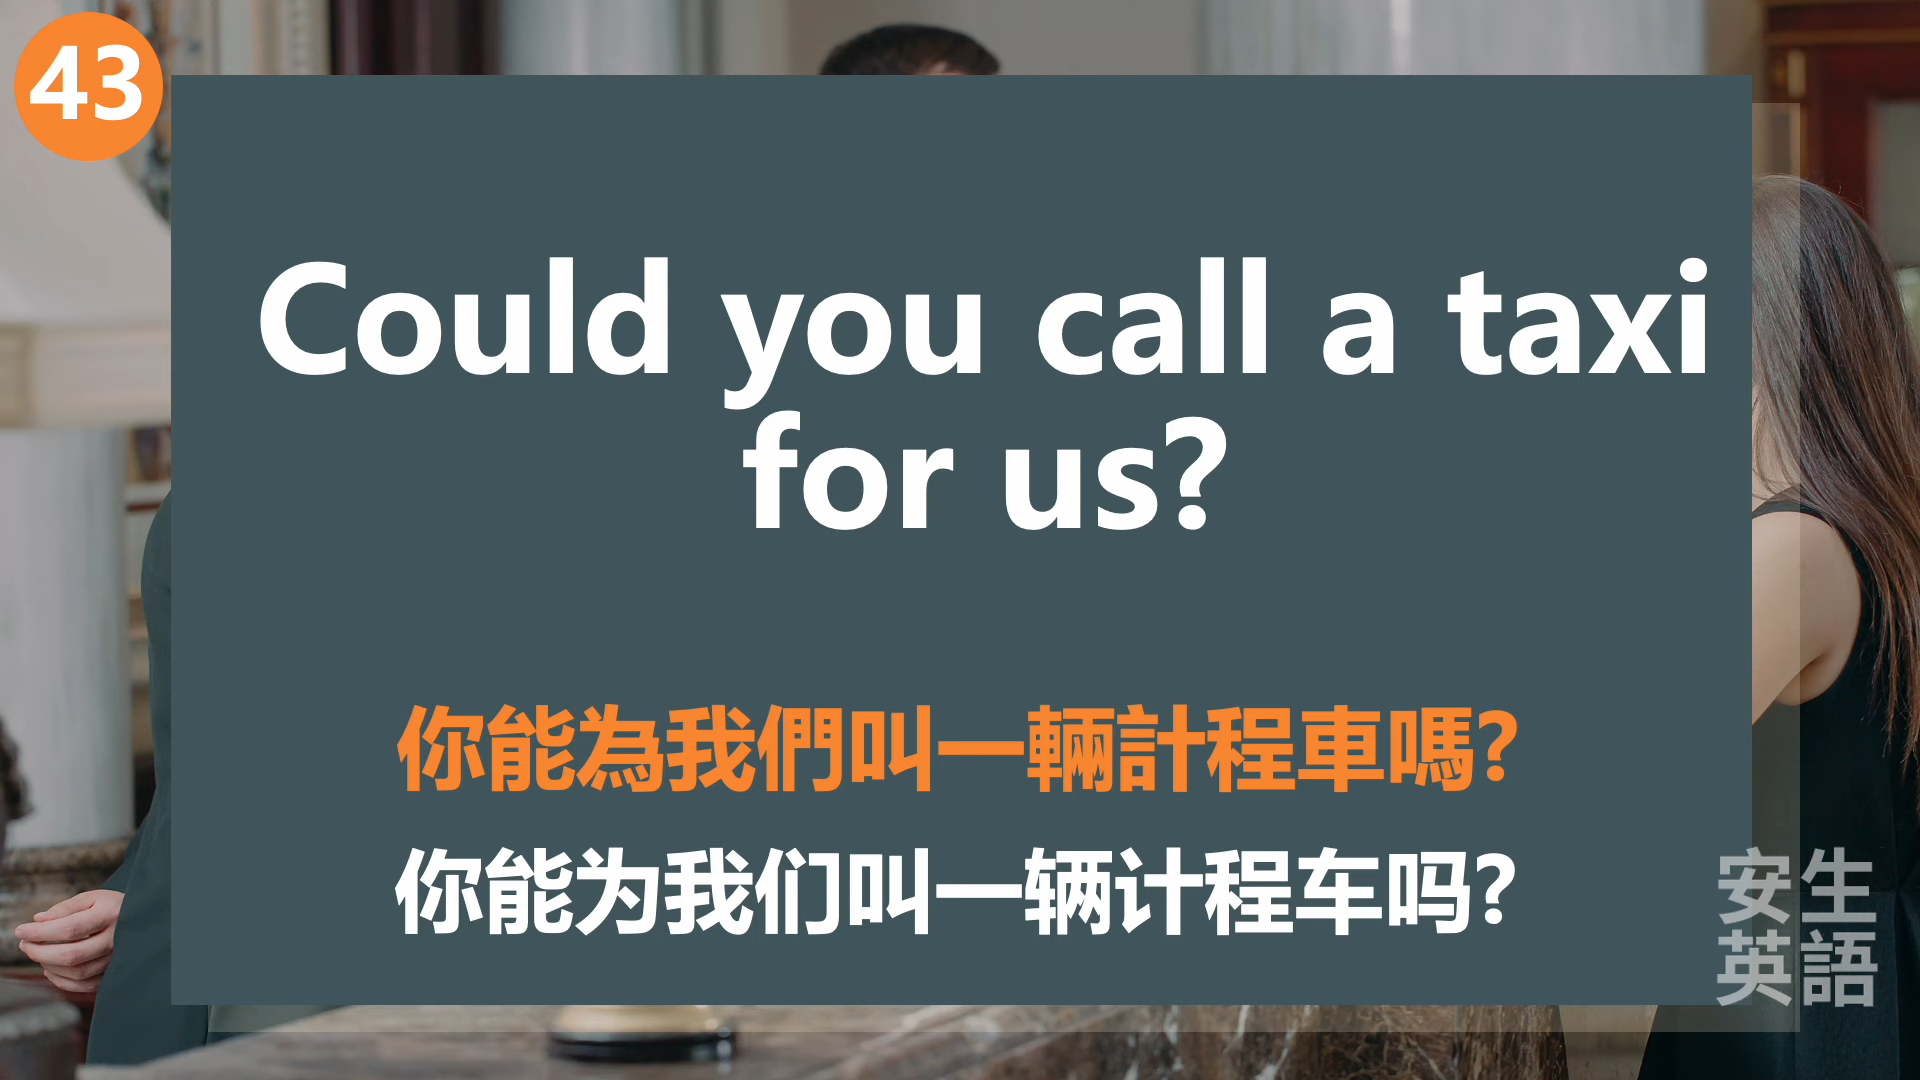 43
Could you call a taxi
for us?
你能為我們叫一輛計程車嗎?
你能为我们叫一辆计程车吗?
安生
英語